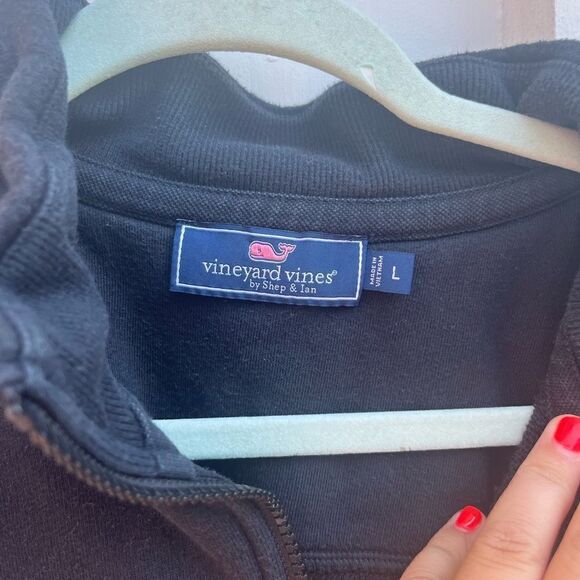 vineyard vines®
by Shep & Ian
MADE IN
VIETNAM
L